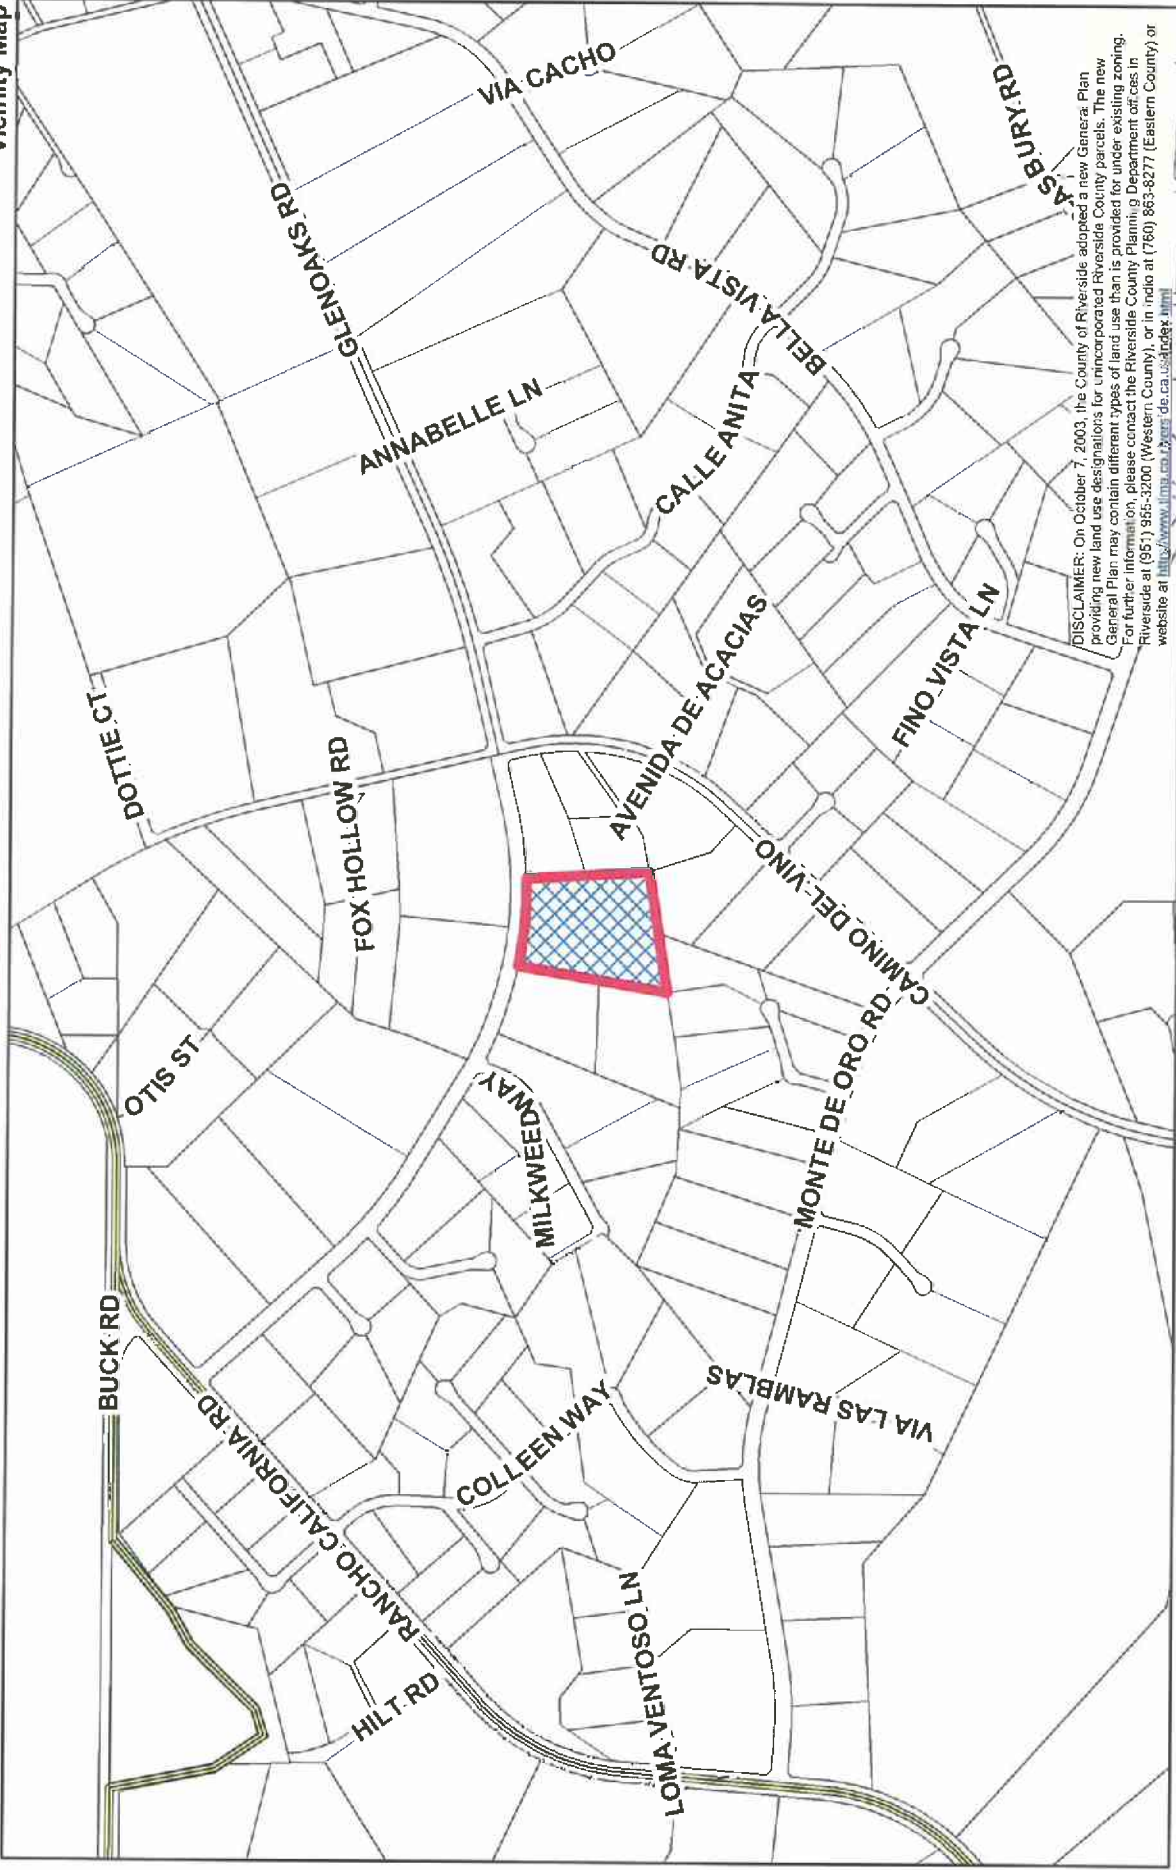 Vicinity Map
BUCK RD
OTIS ST
DOTTIE CT
FOX HOLLOW RD
GLENOAKS RD
VIA CACHO
ANNABELLE LN
RANCHO CALIFORNIA RD
HILT RD
COLLEEN WAY
MILKWEED WAY
CALLE ANITA
BELLA VISTA RD
AVENIDA DE ACACIAS
LOMA VENTOSO LN
VIA LAS RAMBLAS
MONTE DE ORO RD
CAMINO DEL VINO
FINO VISTA LN
ASBURY RD
DISCLAIMER: On October 7, 2003, the County of Riverside adopted a new General Plan
providing new land use designations for unincorporated Riverside County parcels. The new
General Plan may contain different types of land use than is provided for under existing zoning.
For further information, please contact the Riverside County Planning Department offices in
Riverside at (951) 955-3200 (Western County), or in Indio at (760) 863-8277 (Eastern County) or
website at